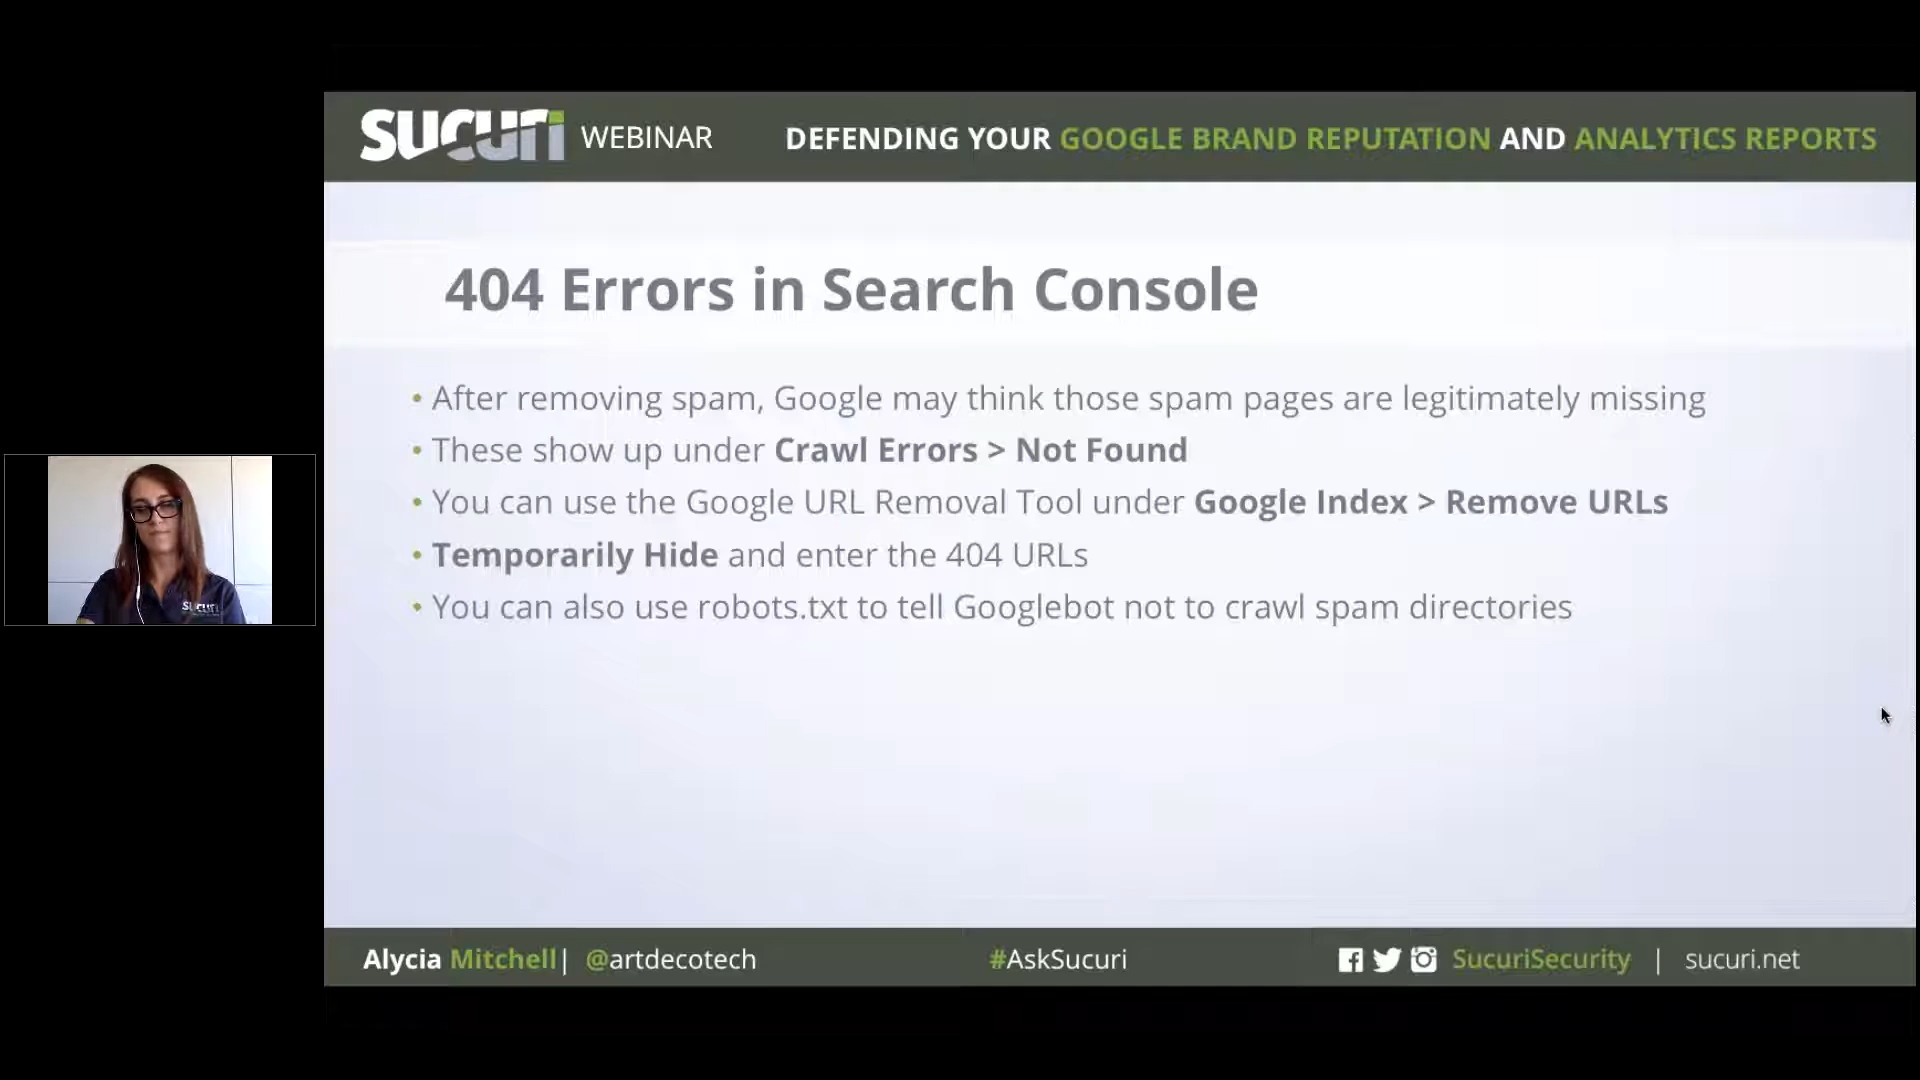 sucuri WEBINAR DEFENDING YOUR GOOGLE BRAND REPUTATION AND ANALYTICS REPORTS
404 Errors in Search Console
• After removing spam, Google may think those spam pages are legitimately missing
• These show up under Crawl Errors > Not Found
• You can use the Google URL Removal Tool under Google Index > Remove URLs
• Temporarily Hide and enter the 404 URLs
• You can also use robots.txt to tell Googlebot not to crawl spam directories
sucuri
Alycia Mitchell | @artdecotech #AskSucuri SucuriSecurity | sucuri.net